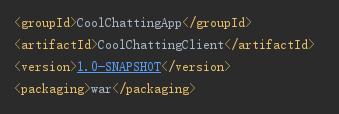 <groupId>CoolChattingApp</groupId>
<artifactId>CoolChattingClient</artifactId>
<version>1.0-SNAPSHOT</version>
<packaging>war</packaging>